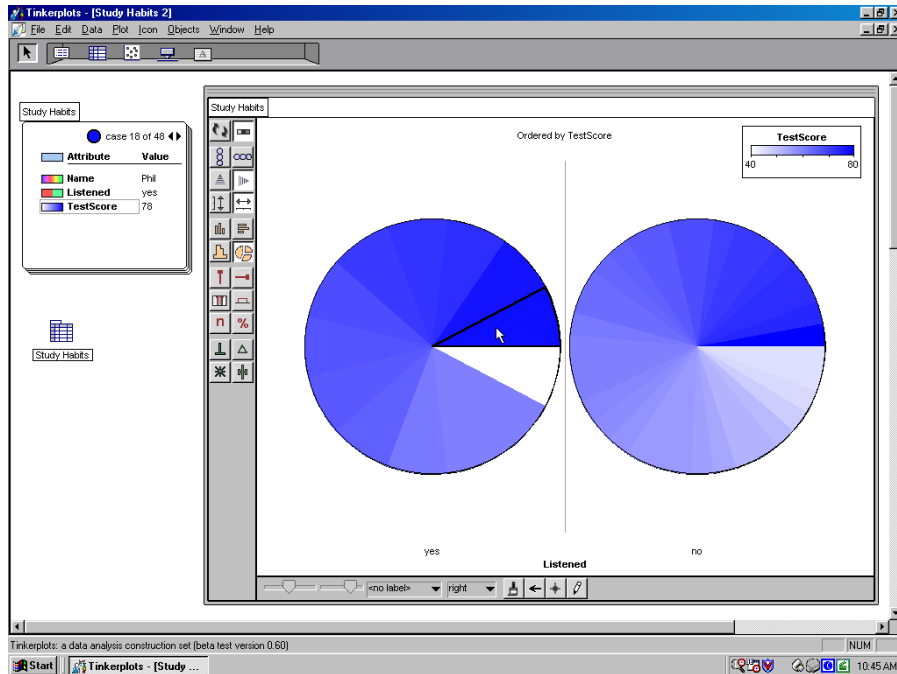 Tinkerplots - [Study Habits 2]
File Edit Data Plot Icon Objects Window Help
A
Study Habits
case 18 of 48
Attribute Value
Name Phil
Listened yes
TestScore 78
Study Habits
Study Habits
n %
Ordered by TestScore
TestScore
40 80
yes no
Listened
<no label> right
Tinkerplots: a data analysis construction set (beta test version 0.60)
NUM
Start Tinkerplots - [Study ... 10:45 AM